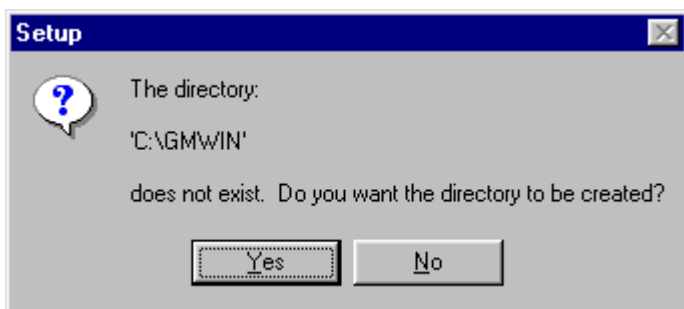 Setup
The directory:
'C:\GMWIN'
does not exist.  Do you want the directory to be created?
Yes
No